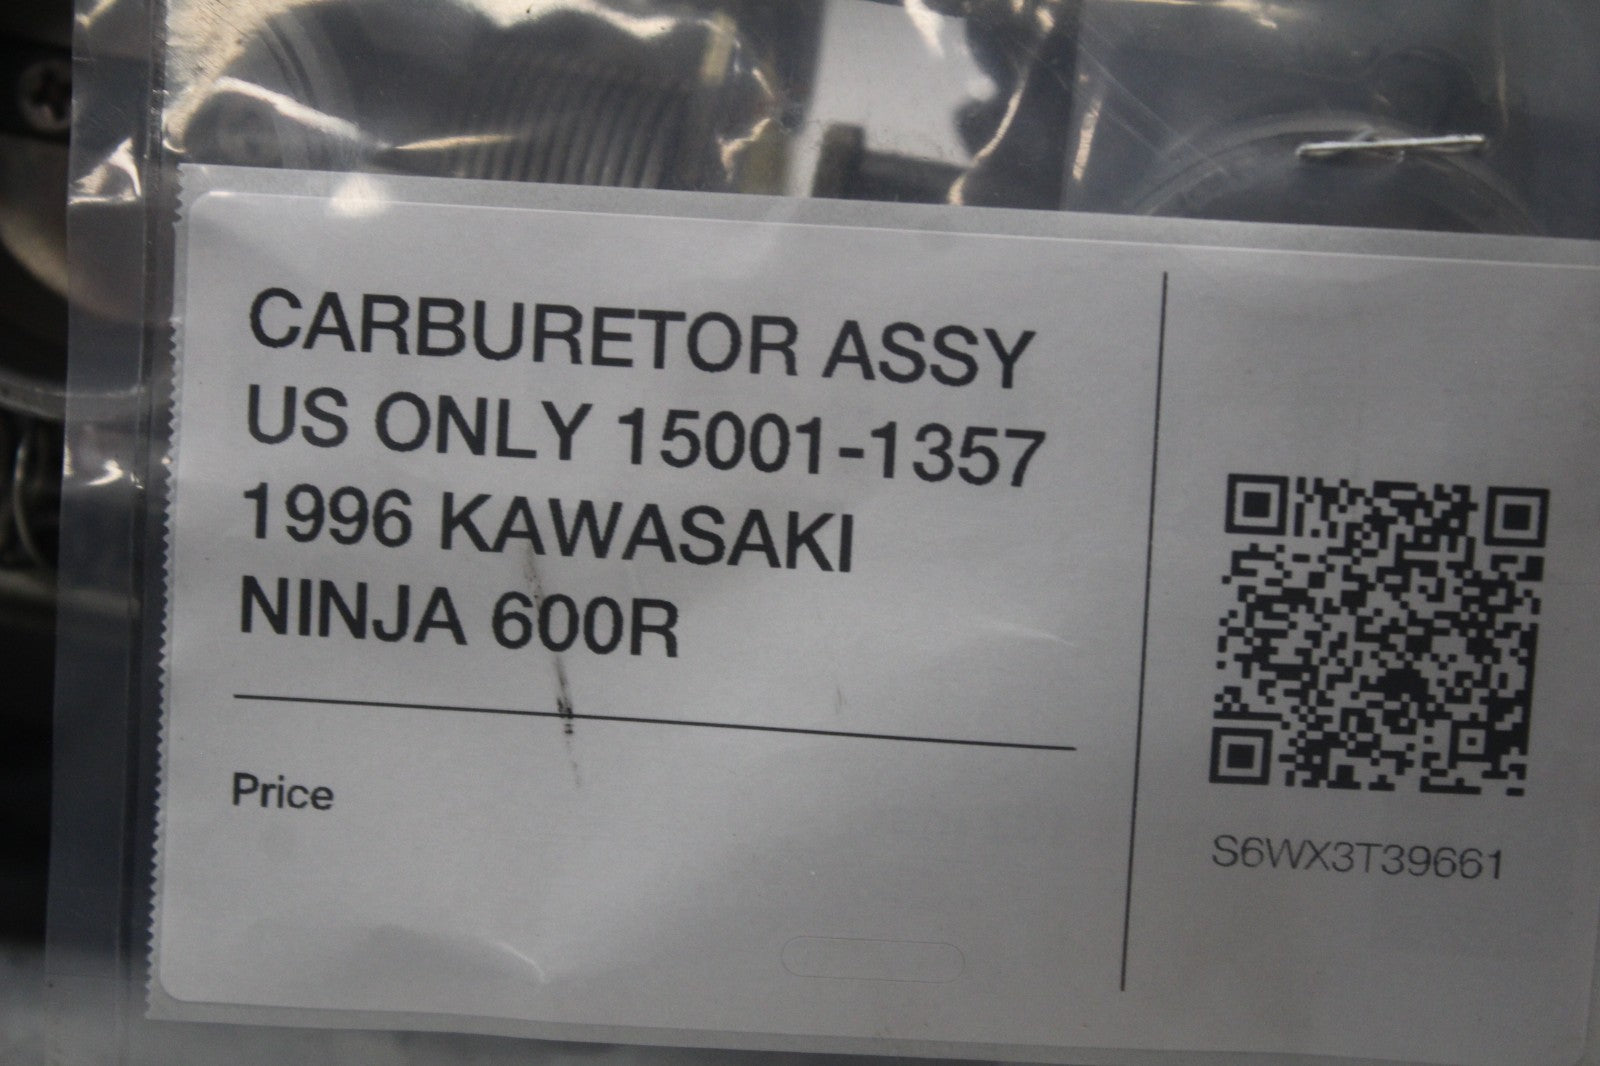 CARBURETOR ASSY
US ONLY 15001-1357
1996 KAWASAKI
NINJA 600R
Price
S6WX3T39661